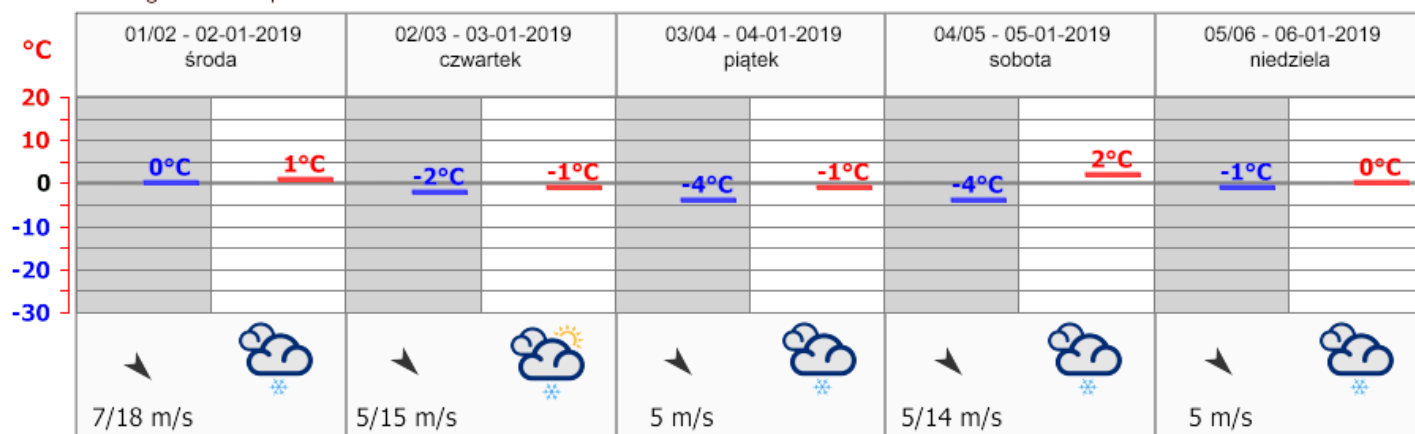 °C
01/02 - 02-01-2019
środa
02/03 - 03-01-2019
czwartek
03/04 - 04-01-2019
piątek
04/05 - 05-01-2019
sobota
05/06 - 06-01-2019
niedziela
20
10
0
-10
-20
-30
0°C
1°C
-2°C
-1°C
-4°C
-1°C
-4°C
2°C
-1°C
0°C
7/18 m/s
5/15 m/s
5 m/s
5/14 m/s
5 m/s